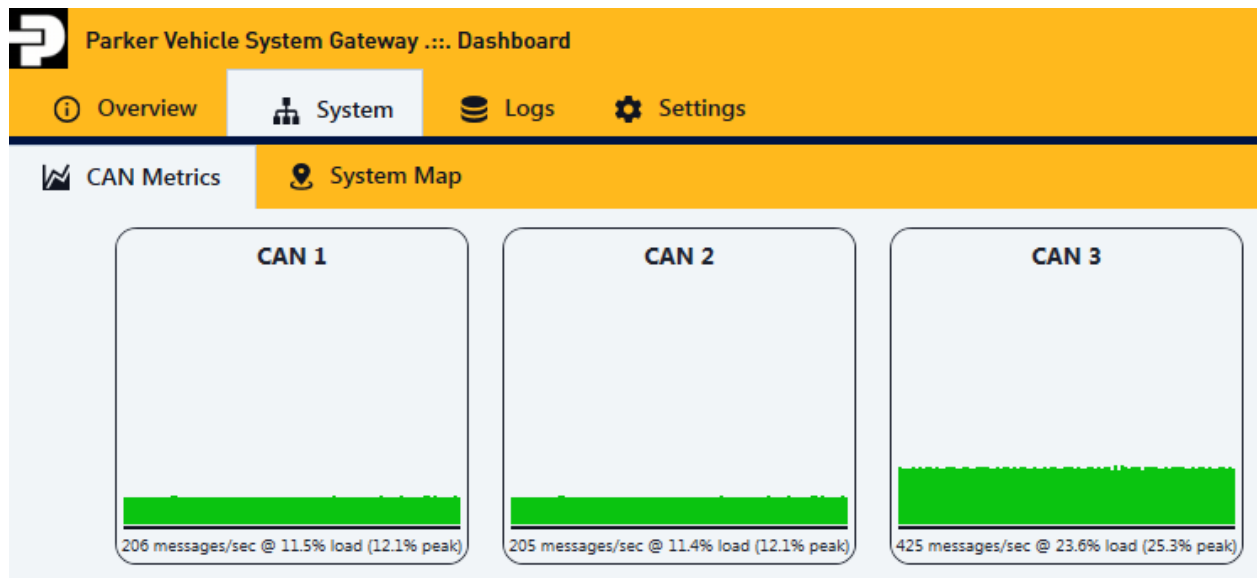 Parker Vehicle System Gateway .::. Dashboard
Overview System Logs Settings
CAN Metrics System Map
CAN 1
206 messages/sec @ 11.5% load (12.1% peak)
CAN 2
205 messages/sec @ 11.4% load (12.1% peak)
CAN 3
425 messages/sec @ 23.6% load (25.3% peak)